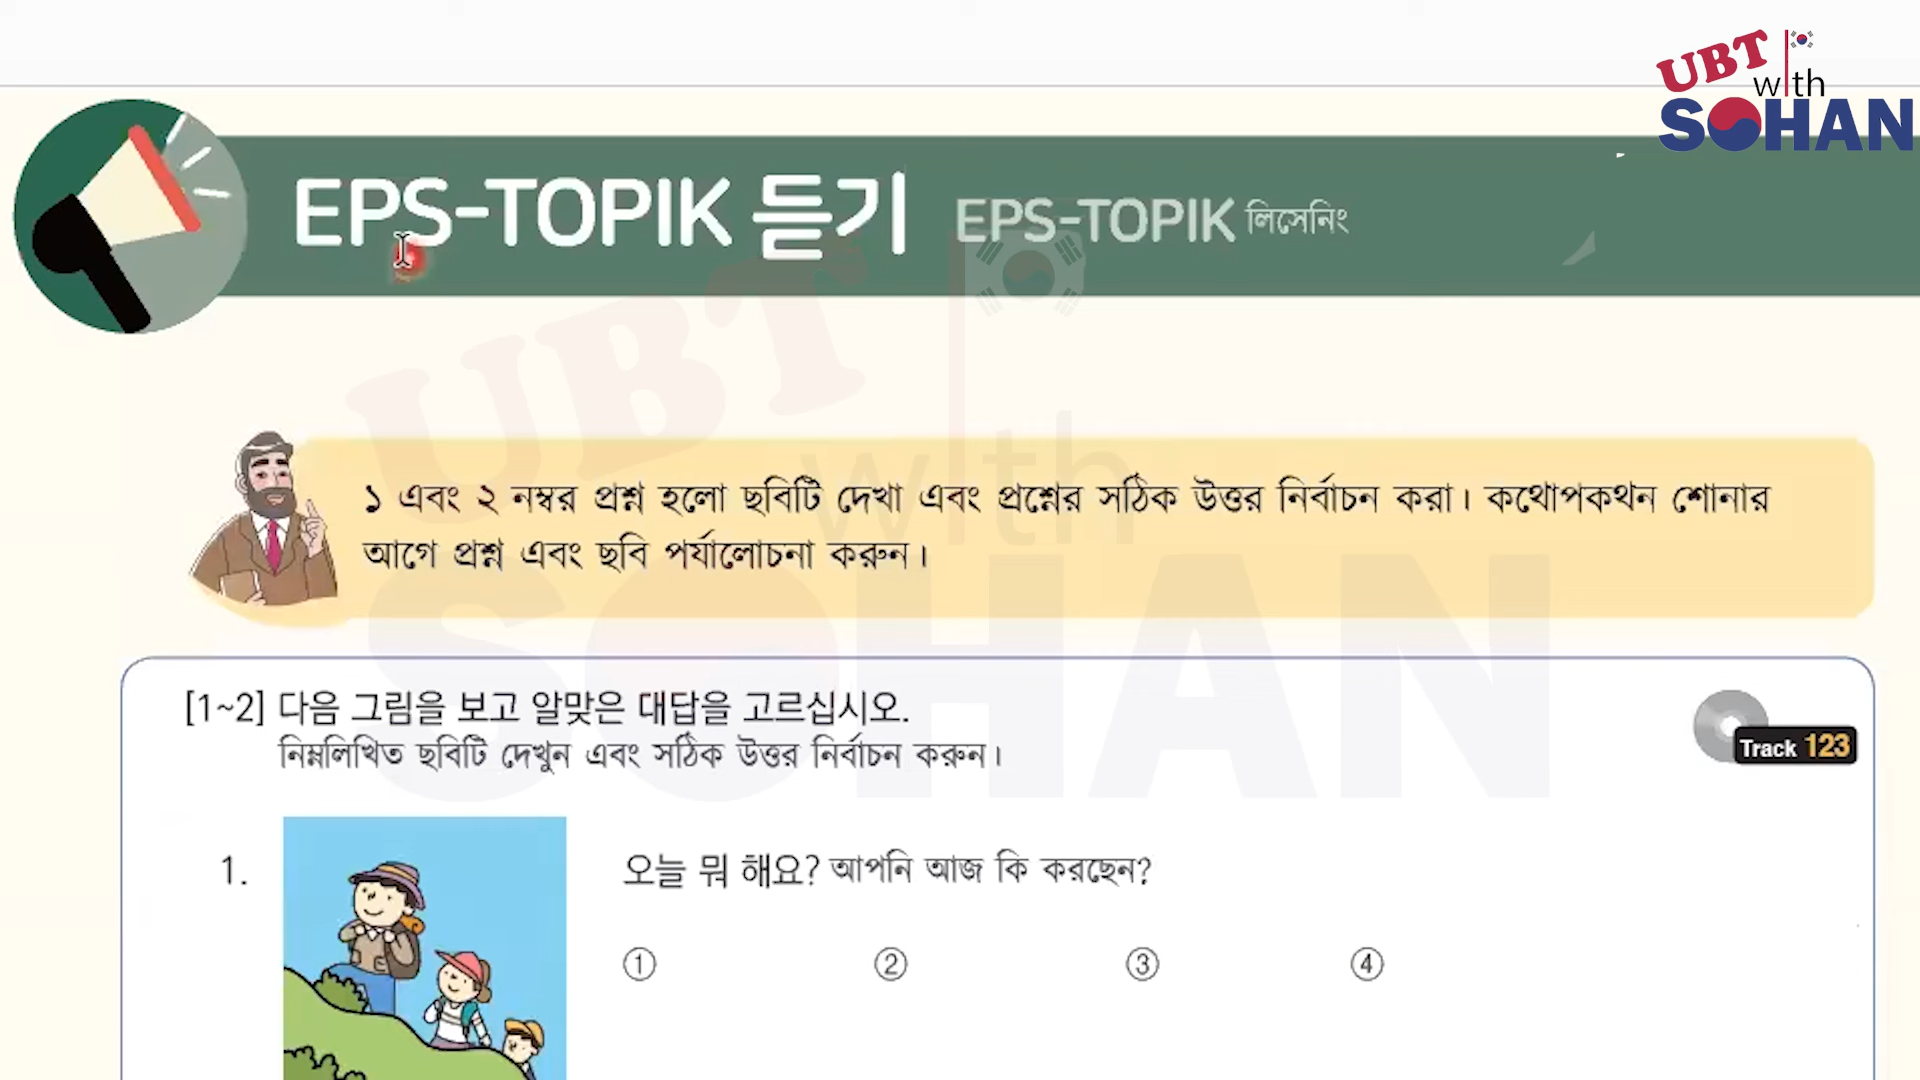 UBT
with
SOHAN
EPS-TOPIK 듣기 EPS-TOPIK লিসেনিং
১ এবং ২ নম্বর প্রশ্ন হলো ছবিটি দেখা এবং প্রশ্নের সঠিক উত্তর নির্বাচন করা। কথোপকথন শোনার
আগে প্রশ্ন এবং ছবি পর্যালোচনা করুন।
[1~2] 다음 그림을 보고 알맞은 대답을 고르십시오.
নিম্নলিখিত ছবিটি দেখুন এবং সঠিক উত্তর নির্বাচন করুন।
Track 123
1. 오늘 뭐 해요? আপনি আজ কি করছেন?
① ② ③ ④
UBT
with
SOHAN